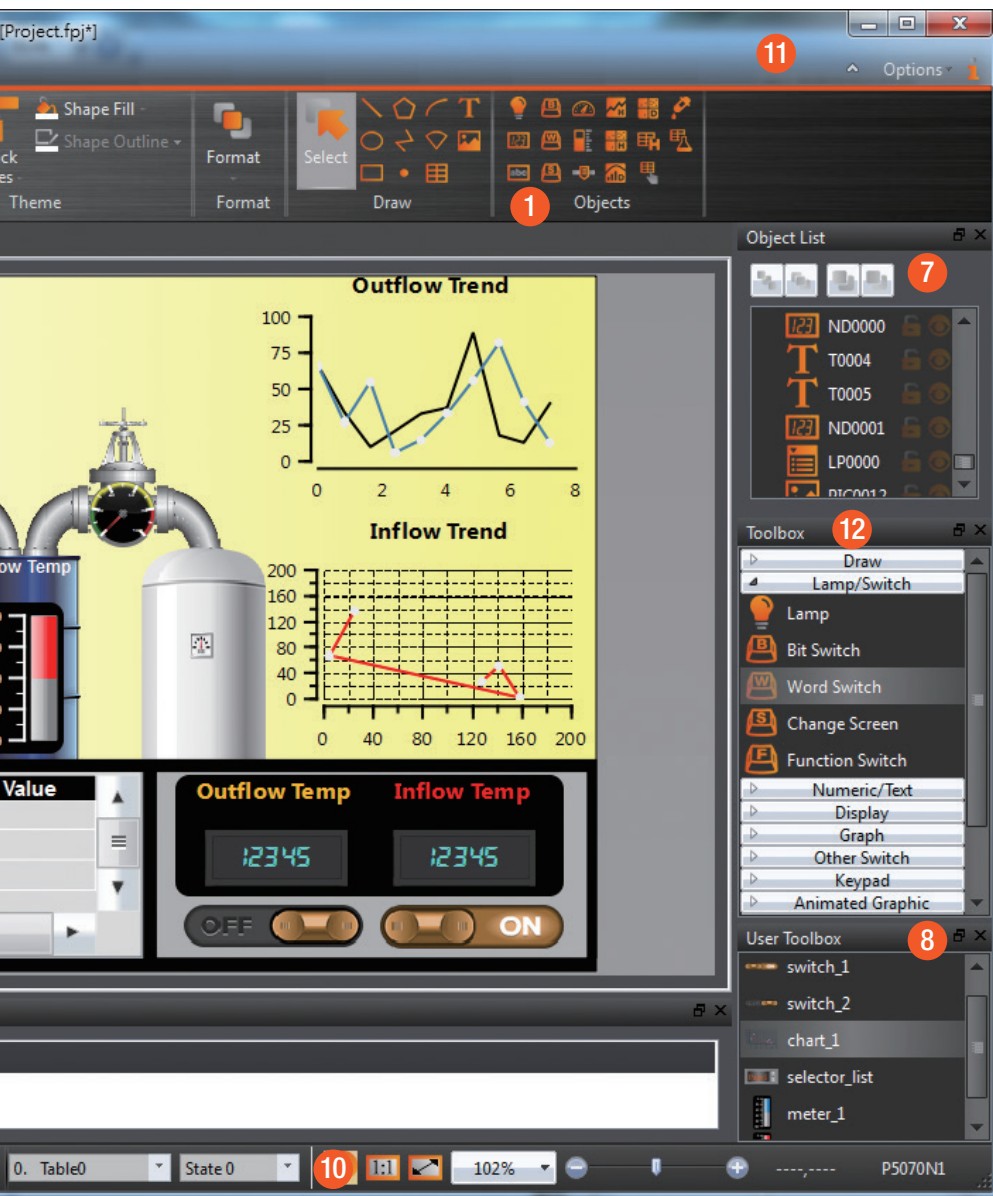 [Project.fpj*]
11
Options
Shape Fill
Shape Outline
Theme
Format
Format
Select
Draw
1
Objects
Object List
7
ND0000
T0004
T0005
ND0001
LP0000
PIC0012
Outflow Trend
100
75
50
25
0
0 2 4 6 8
Inflow Trend
200
160
120
80
40
0
0 40 80 120 160 200
ow Temp
Toolbox
12
Draw
Lamp/Switch
Lamp
Bit Switch
Word Switch
Change Screen
Function Switch
Numeric/Text
Display
Graph
Other Switch
Keypad
Animated Graphic
Value
Outflow Temp Inflow Temp
12345 12345
OFF ON
User Toolbox
8
switch_1
switch_2
chart_1
selector_list
meter_1
0. Table0
State 0
10
1:1
102%
----,----
P5070N1